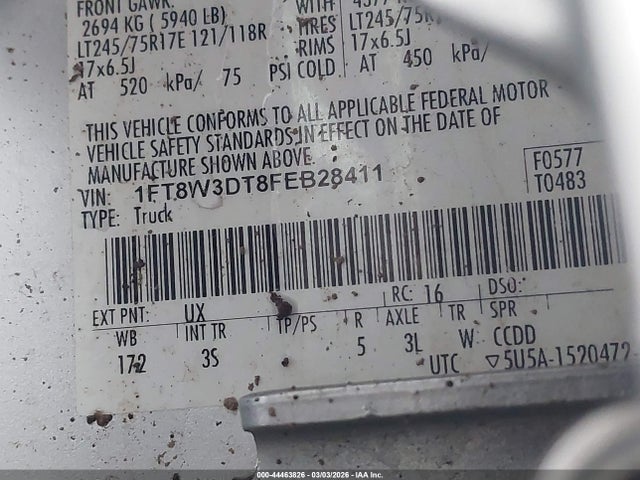 FRONT GAWR:
2694 KG ( 5940 LB)
LT245/75R17E 121/118R
17x6.5J
AT 520 kPa/ 75 PSI COLD
WITH
TIRES
RIMS
LT245/75R
17x6.5J
AT 450 kPa/
THIS VEHICLE CONFORMS TO ALL APPLICABLE FEDERAL MOTOR
VEHICLE SAFETY STANDARDS IN EFFECT ON THE DATE OF
MANUFACTURE SHOWN ABOVE.
VIN: 1FT8W3DT8FEB28411
TYPE: Truck
F0577
T0483
EXT PNT: UX RC: 16 DSO:
WB INT TR TP/PS R AXLE TR SPR
172 3S 5 3L W CCDD
UTC ▽5U5A-1520472
000-44463826 - 03/03/2026 - IAA Inc.